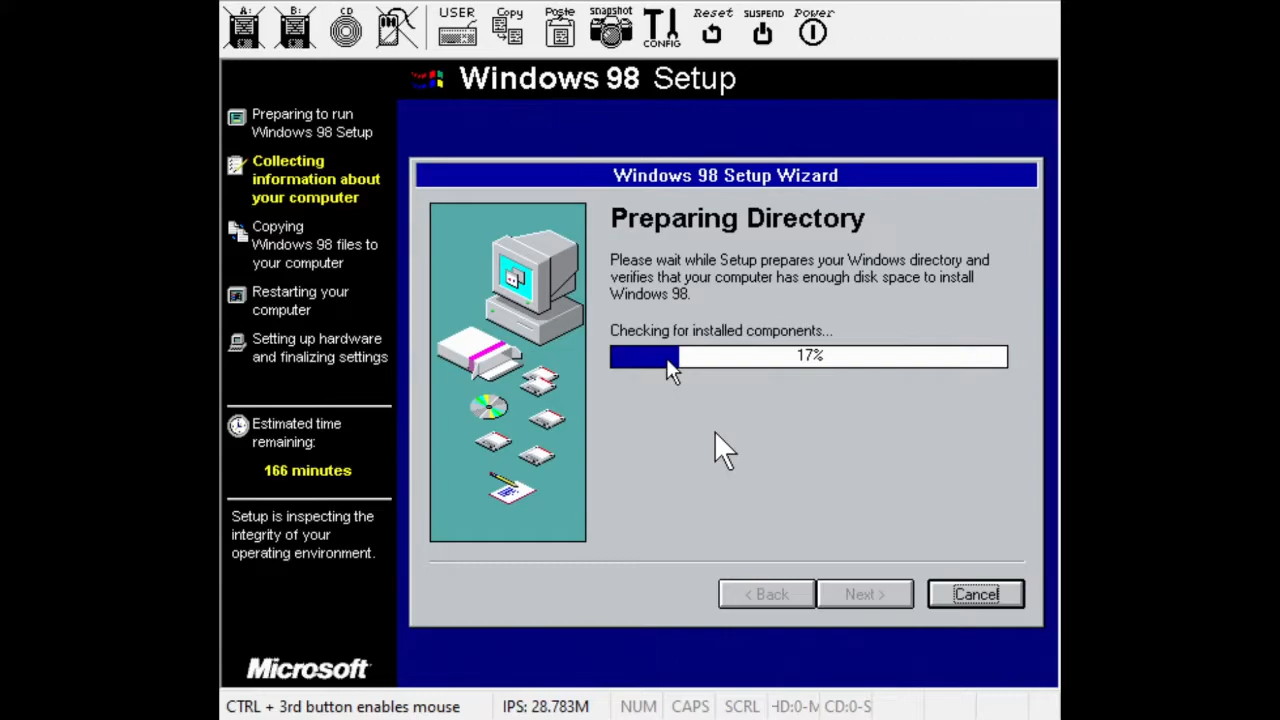 A: B: CD USER Copy Paste snapshot CONFIG Reset SUSPEND Power
Windows 98 Setup
Preparing to run
Windows 98 Setup
Collecting
information about
your computer
Copying
Windows 98 files to
your computer
Restarting your
computer
Setting up hardware
and finalizing settings
Estimated time
remaining:
166 minutes
Setup is inspecting the
integrity of your
operating environment.
Microsoft
Windows 98 Setup Wizard
Preparing Directory
Please wait while Setup prepares your Windows directory and
verifies that your computer has enough disk space to install
Windows 98.
Checking for installed components...
17%
< Back Next > Cancel
CTRL + 3rd button enables mouse IPS: 28.783M NUM CAPS SCRL HD:0-M CD:0-S